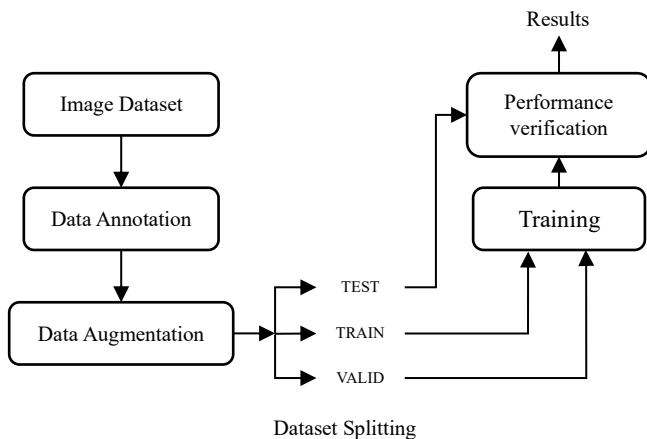 Results
Image Dataset
Performance
verification
Data Annotation
Training
Data Augmentation
TEST
TRAIN
VALID
Dataset Splitting